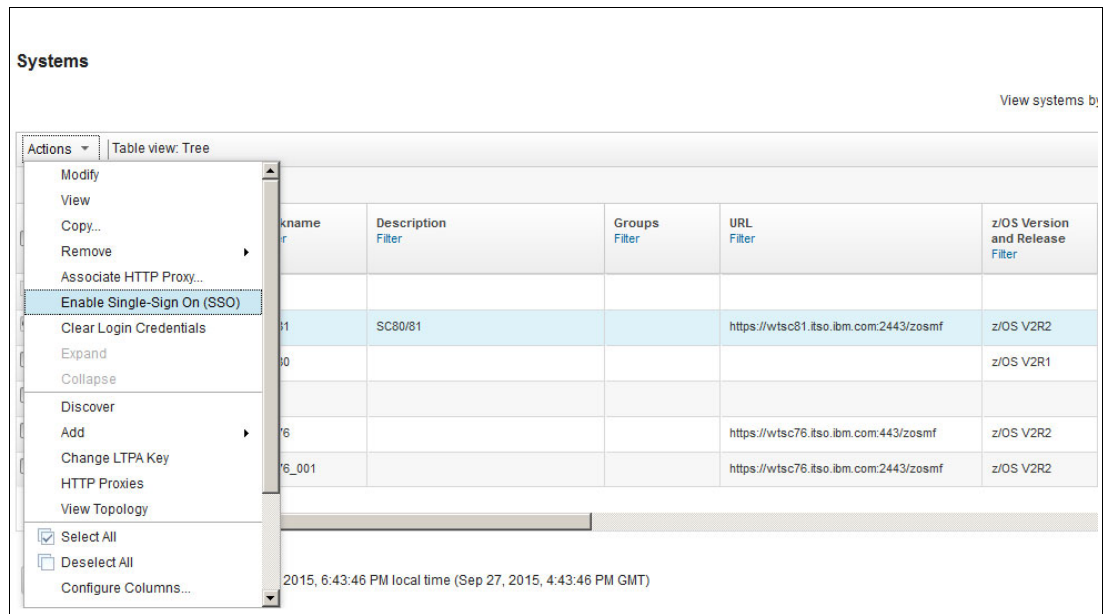 Systems
View systems by
Actions Table view: Tree
Modify
View
Copy...
Remove
Associate HTTP Proxy...
Enable Single-Sign On (SSO)
Clear Login Credentials
Expand
Collapse
Discover
Add
Change LTPA Key
HTTP Proxies
View Topology
Select All
Deselect All
Configure Columns...
kname Description Groups URL z/OS Version
and Release
r Filter Filter Filter Filter
31 SC80/81 https://wtsc81.itso.ibm.com:2443/zosmf z/OS V2R2
30 z/OS V2R1
76 https://wtsc76.itso.ibm.com:443/zosmf z/OS V2R2
76_001 https://wtsc76.itso.ibm.com:2443/zosmf z/OS V2R2
2015, 6:43:46 PM local time (Sep 27, 2015, 4:43:46 PM GMT)